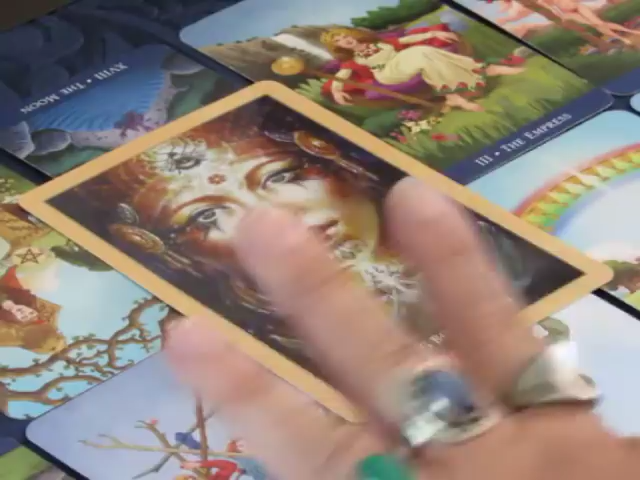 XVIII • THE MOON
III • THE EMPRESS